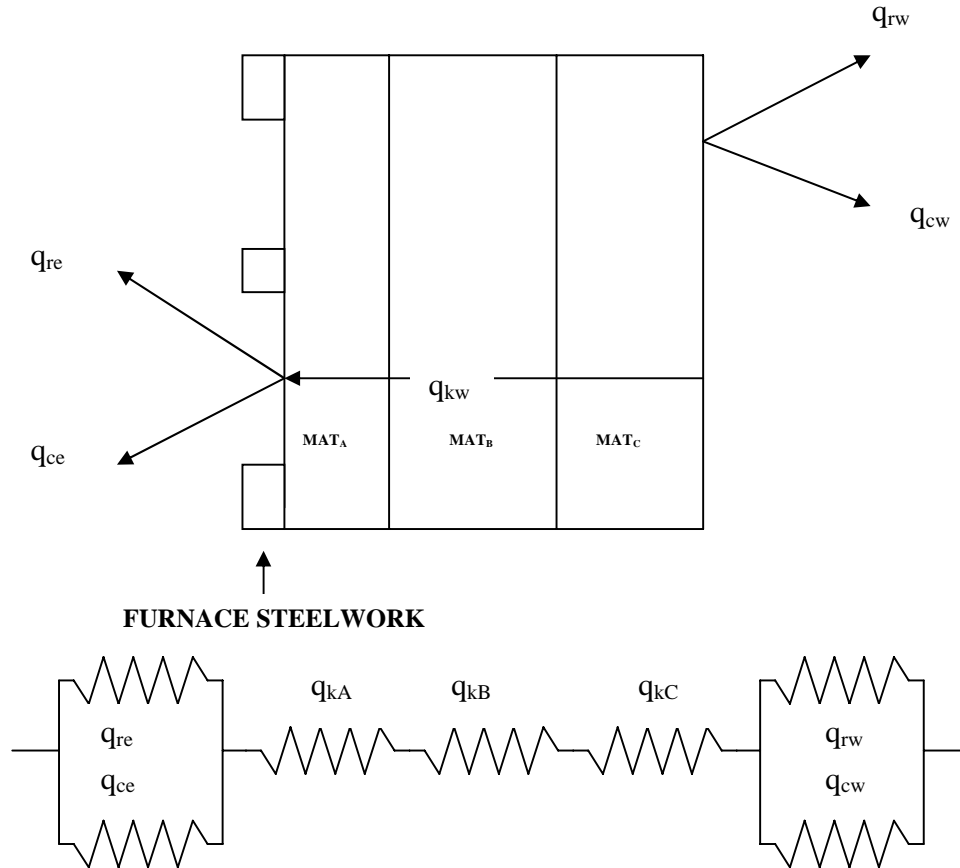 qrw
qcw
qre
qkw
MATA MATB MATC
qce
FURNACE STEELWORK
qkA qkB qkC
qre qrw
qce qcw